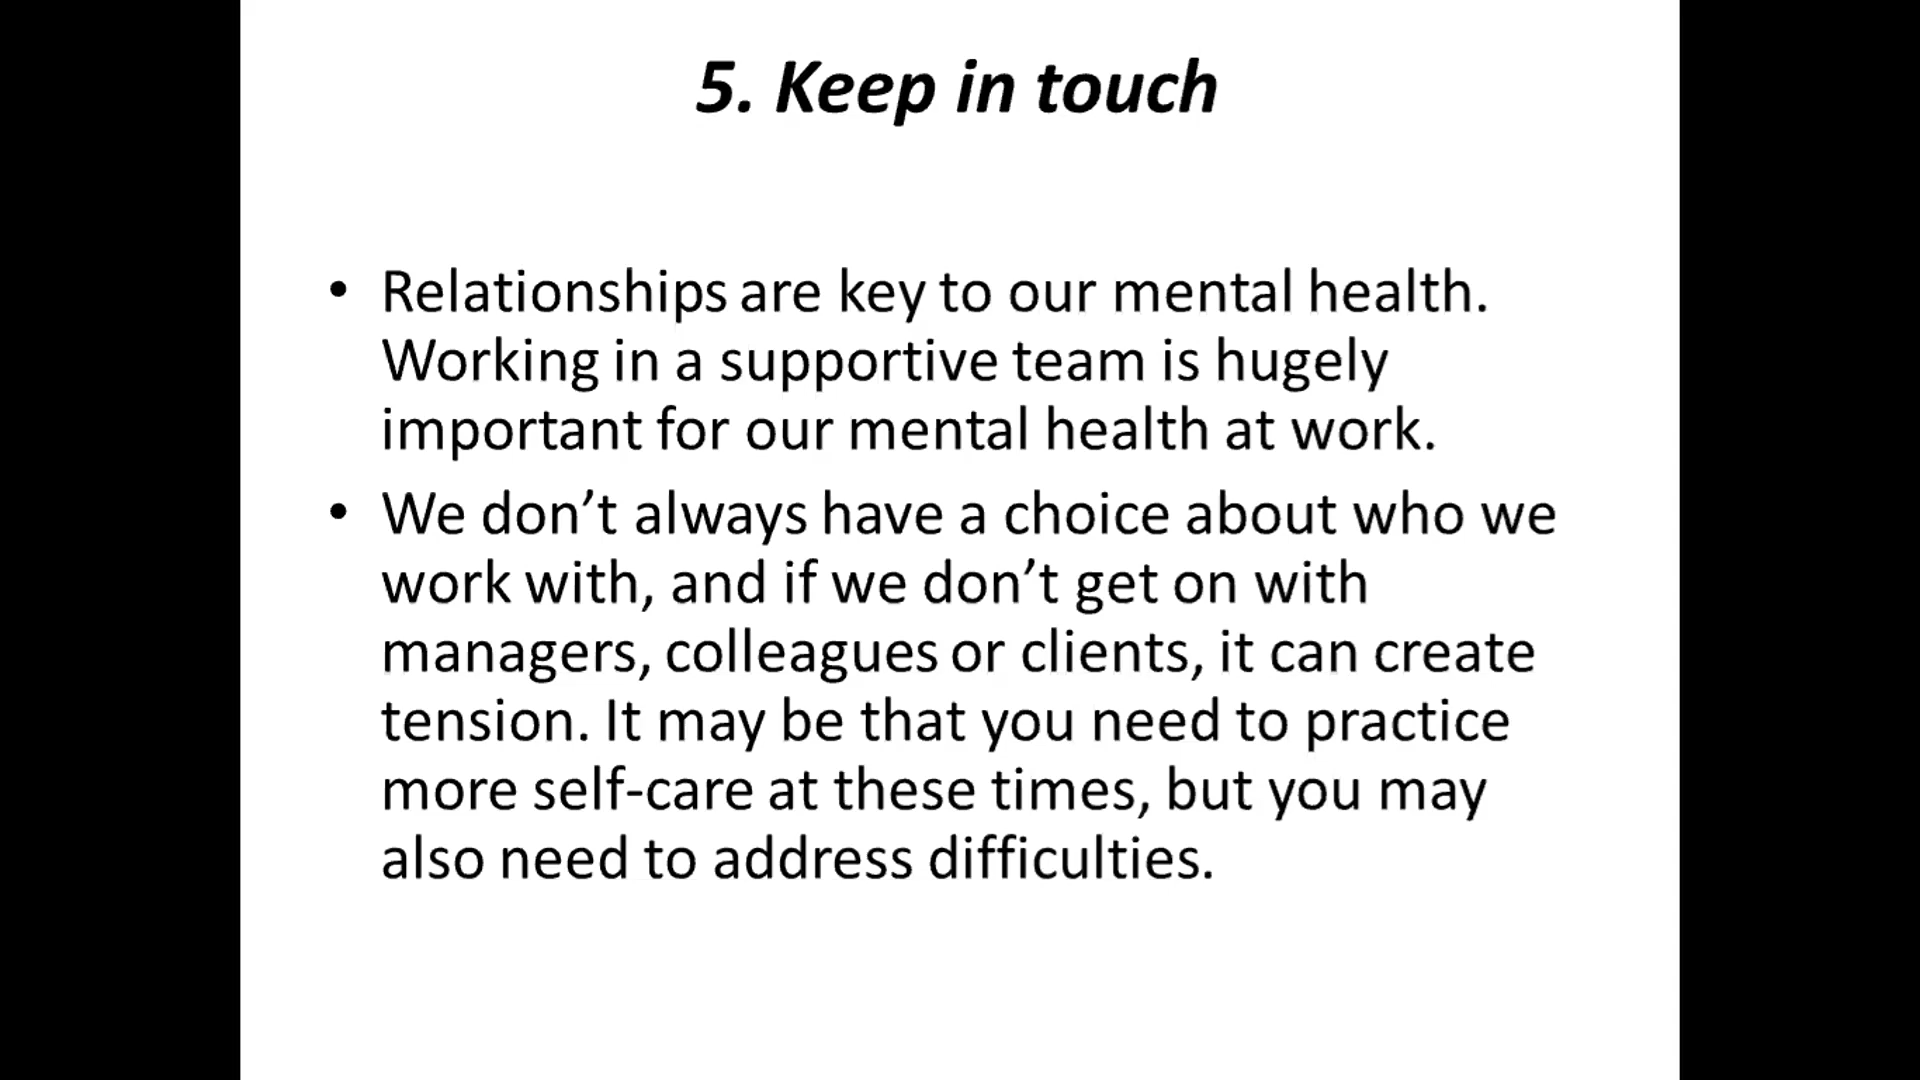 5. Keep in touch
• Relationships are key to our mental health.
Working in a supportive team is hugely
important for our mental health at work.
• We don’t always have a choice about who we
work with, and if we don’t get on with
managers, colleagues or clients, it can create
tension. It may be that you need to practice
more self-care at these times, but you may
also need to address difficulties.